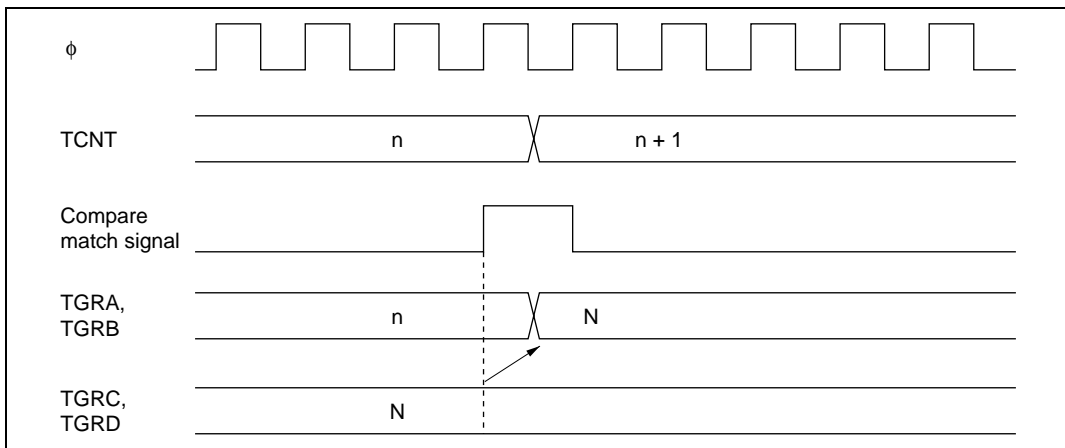 φ
TCNT
n
n + 1
Compare
match signal
TGRA,
TGRB
n
N
TGRC,
TGRD
N